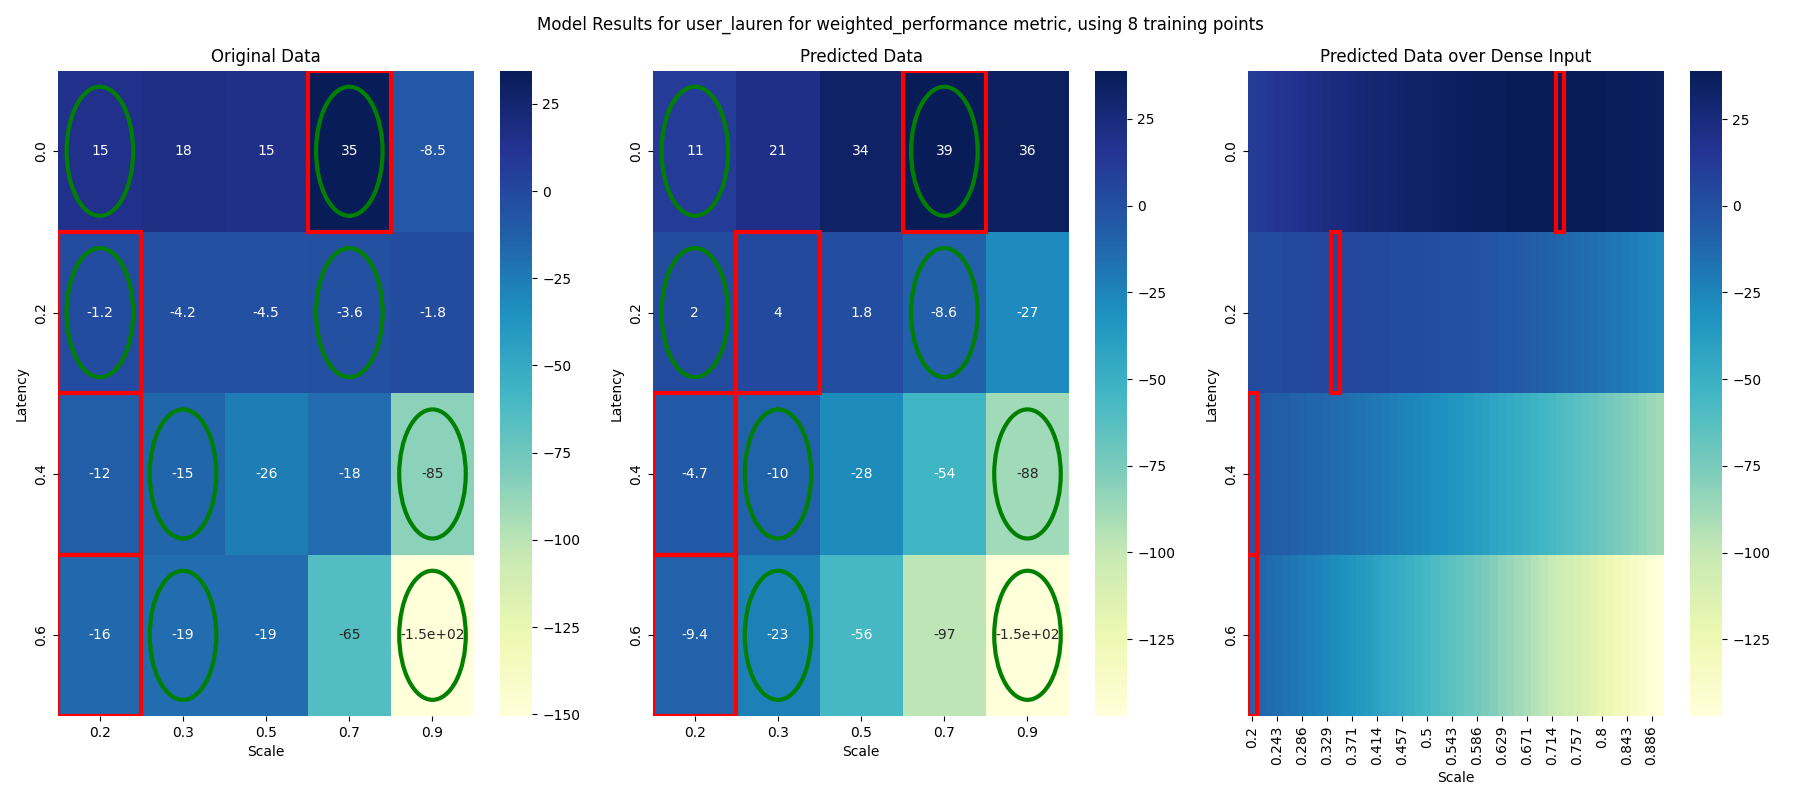 Model Results for user_lauren for weighted_performance metric, using 8 training points
Original Data
Latency
0.0
0.2
0.4
0.6
15 18 15 35 -8.5
-1.2 -4.2 -4.5 -3.6 -1.8
-12 -15 -26 -18 -85
-16 -19 -19 -65 -1.5e+02
0.2 0.3 0.5 0.7 0.9
Scale
25
0
−25
−50
−75
−100
−125
−150
Predicted Data
Latency
0.0
0.2
0.4
0.6
11 21 34 39 36
2 4 1.8 -8.6 -27
-4.7 -10 -28 -54 -88
-9.4 -23 -56 -97 -1.5e+02
0.2 0.3 0.5 0.7 0.9
Scale
25
0
−25
−50
−75
−100
−125
Predicted Data over Dense Input
Latency
0.0
0.2
0.4
0.6
0.2 0.243 0.286 0.329 0.371 0.414 0.457 0.5 0.543 0.586 0.629 0.671 0.714 0.757 0.8 0.843 0.886
Scale
25
0
−25
−50
−75
−100
−125